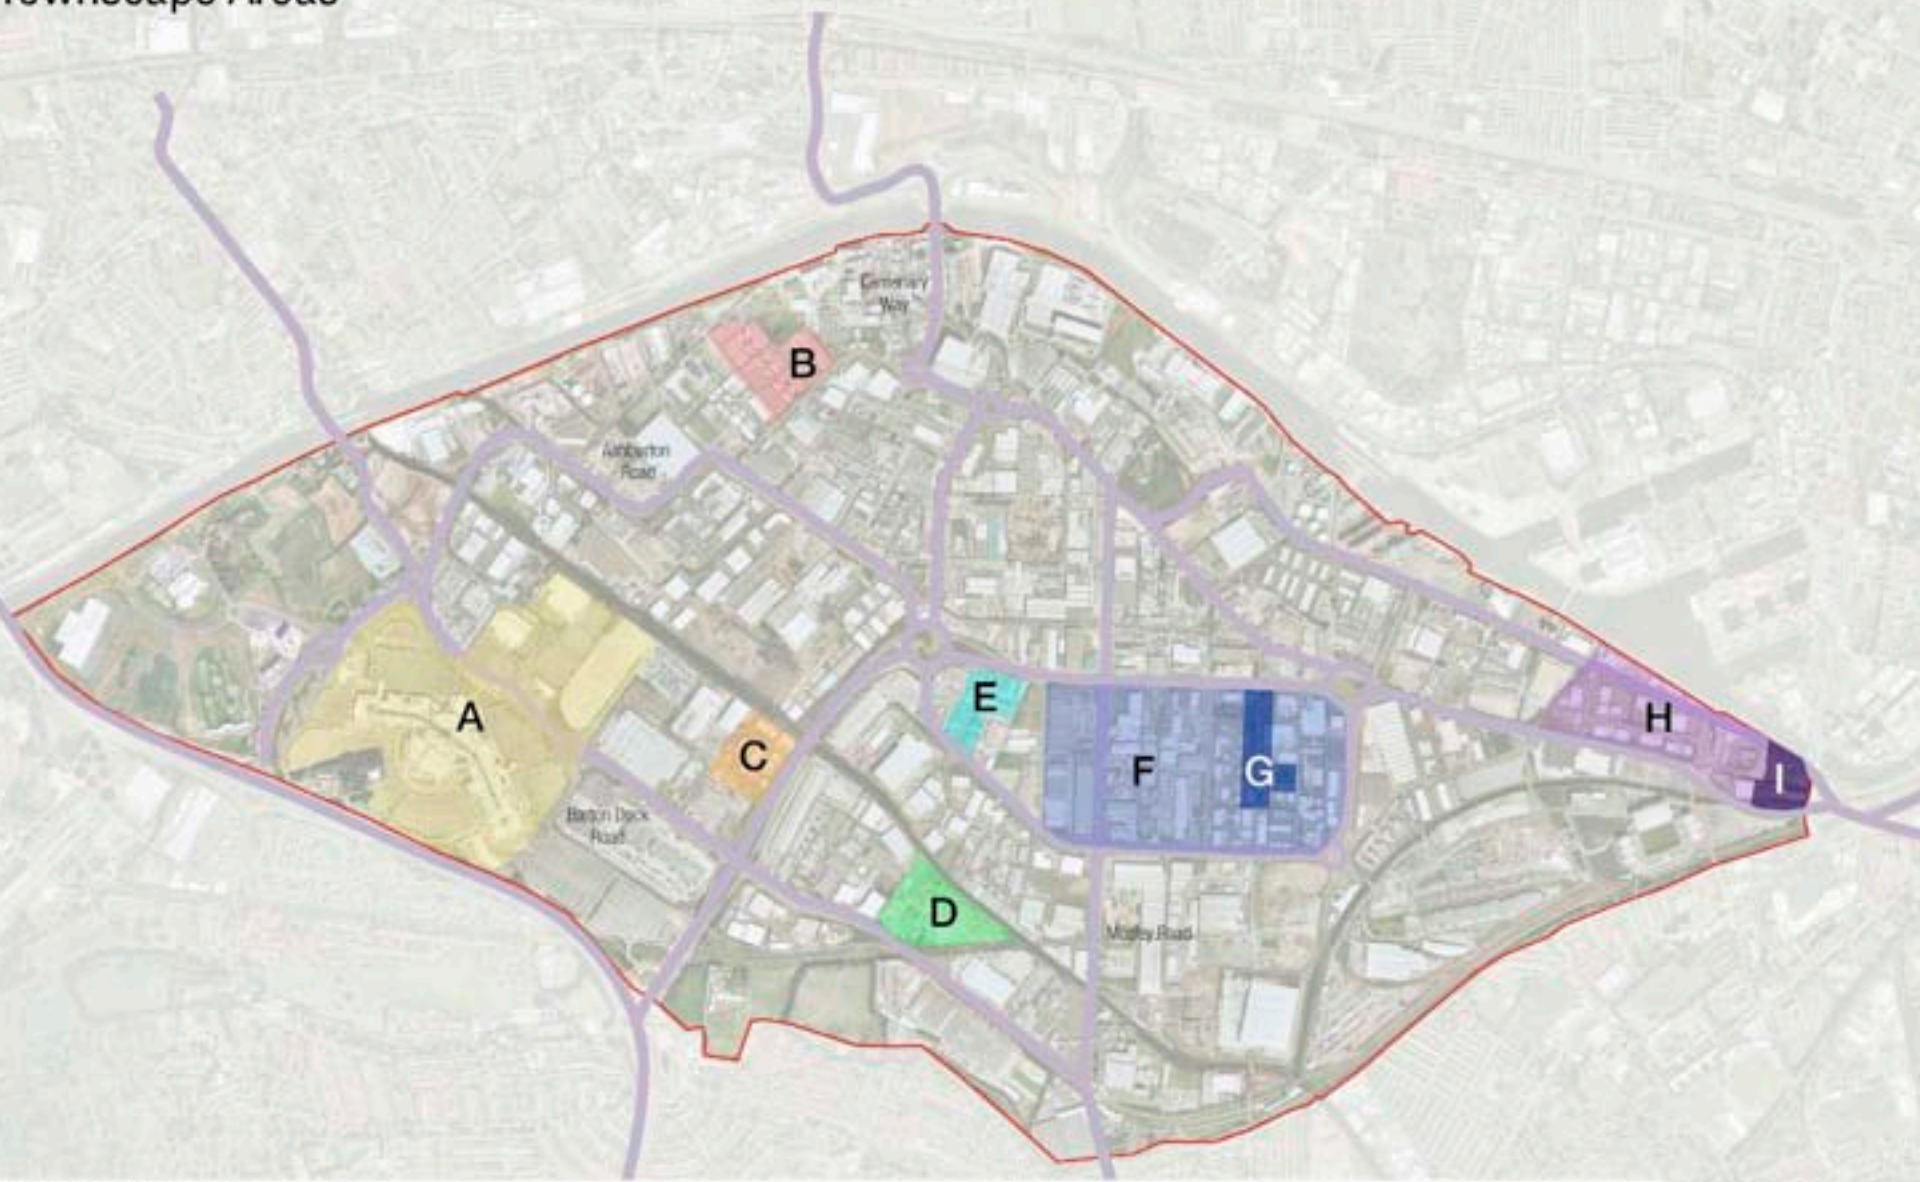 Townscape Areas
Centenary
Way
B
Ashburton
Road
E
A
H
C
F
G
I
Barton Dock
Road
D
Mosley Road